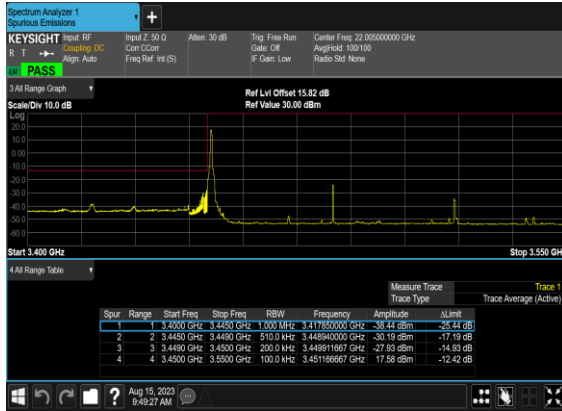 Spectrum Analyzer 1
Spurious Emissions
KEYSIGHT Input: RF Input Z: 50 Ω Atten: 30 dB Trig: Free Run Center Freq: 22.005000000 GHz
R T Coupling: DC Corr CCorr Gate: Off Avg|Hold: 100/100
Align: Auto Freq Ref: Int (S) IF Gain: Low Radio Std: None
PASS
3 All Range Graph
Ref Lvl Offset 15.82 dB
Scale/Div 10.0 dB Ref Value 30.00 dBm
Log
20.0
10.0
0.00
-10.0
-20.0
-30.0
-40.0
-50.0
-60.0
Start 3.400 GHz Stop 3.550 GH
4 All Range Table
Measure Trace Trace 1
Trace Type Trace Average (Active)
Spur Range Start Freq Stop Freq RBW Frequency Amplitude ΔLimit
1 1 3.4000 GHz 3.4450 GHz 1.000 MHz 3.417850000 GHz -38.44 dBm -25.44 dB
2 2 3.4450 GHz 3.4490 GHz 510.0 kHz 3.448940000 GHz -30.19 dBm -17.19 dB
3 3 3.4490 GHz 3.4500 GHz 200.0 kHz 3.449911667 GHz -27.93 dBm -14.93 dB
4 4 3.4500 GHz 3.5500 GHz 100.0 kHz 3.451166667 GHz 17.58 dBm -12.42 dB
? Aug 15, 2023
9:49:27 AM